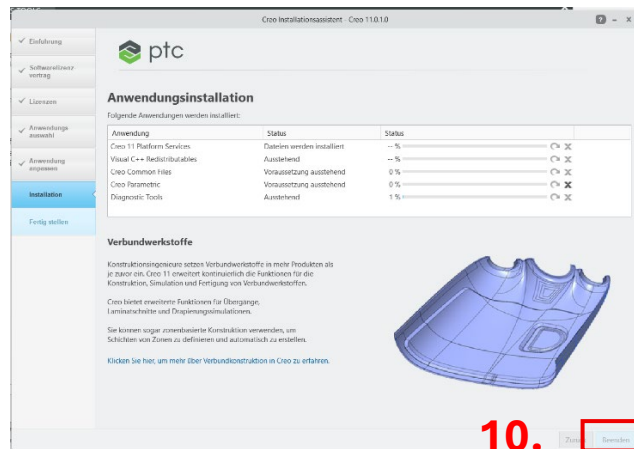 Creo Installationsassistent - Creo 11.0.1.0
Einführung
ptc
Softwarelizenz
vertrag
Lizenzen
Anwendungsinstallation
Folgende Anwendungen werden installiert:
Anwendungs
auswahl
Anwendung Status Status
Creo 11 Platform Services Dateien werden installiert -- %
Visual C++ Redistributables Ausstehend -- %
Anwendung
anpassen
Creo Common Files Voraussetzung ausstehend 0 %
Creo Parametric Voraussetzung ausstehend 0 %
Diagnostic Tools Ausstehend 1 %
Installation
Fertig stellen
Verbundwerkstoffe
Konstruktionsingenieure setzen Verbundwerkstoffe in mehr Produkten als
je zuvor ein. Creo 11 erweitert kontinuierlich die Funktionen für die
Konstruktion, Simulation und Fertigung von Verbundwerkstoffen.
Creo bietet erweiterte Funktionen für Übergänge,
Laminatschnitte und Drapierungssimulationen.
Sie können sogar zonenbasierte Konstruktion verwenden, um
Schichten von Zonen zu definieren und automatisch zu erstellen.
Klicken Sie hier, um mehr über Verbundkonstruktion in Creo zu erfahren.
10.
Beenden